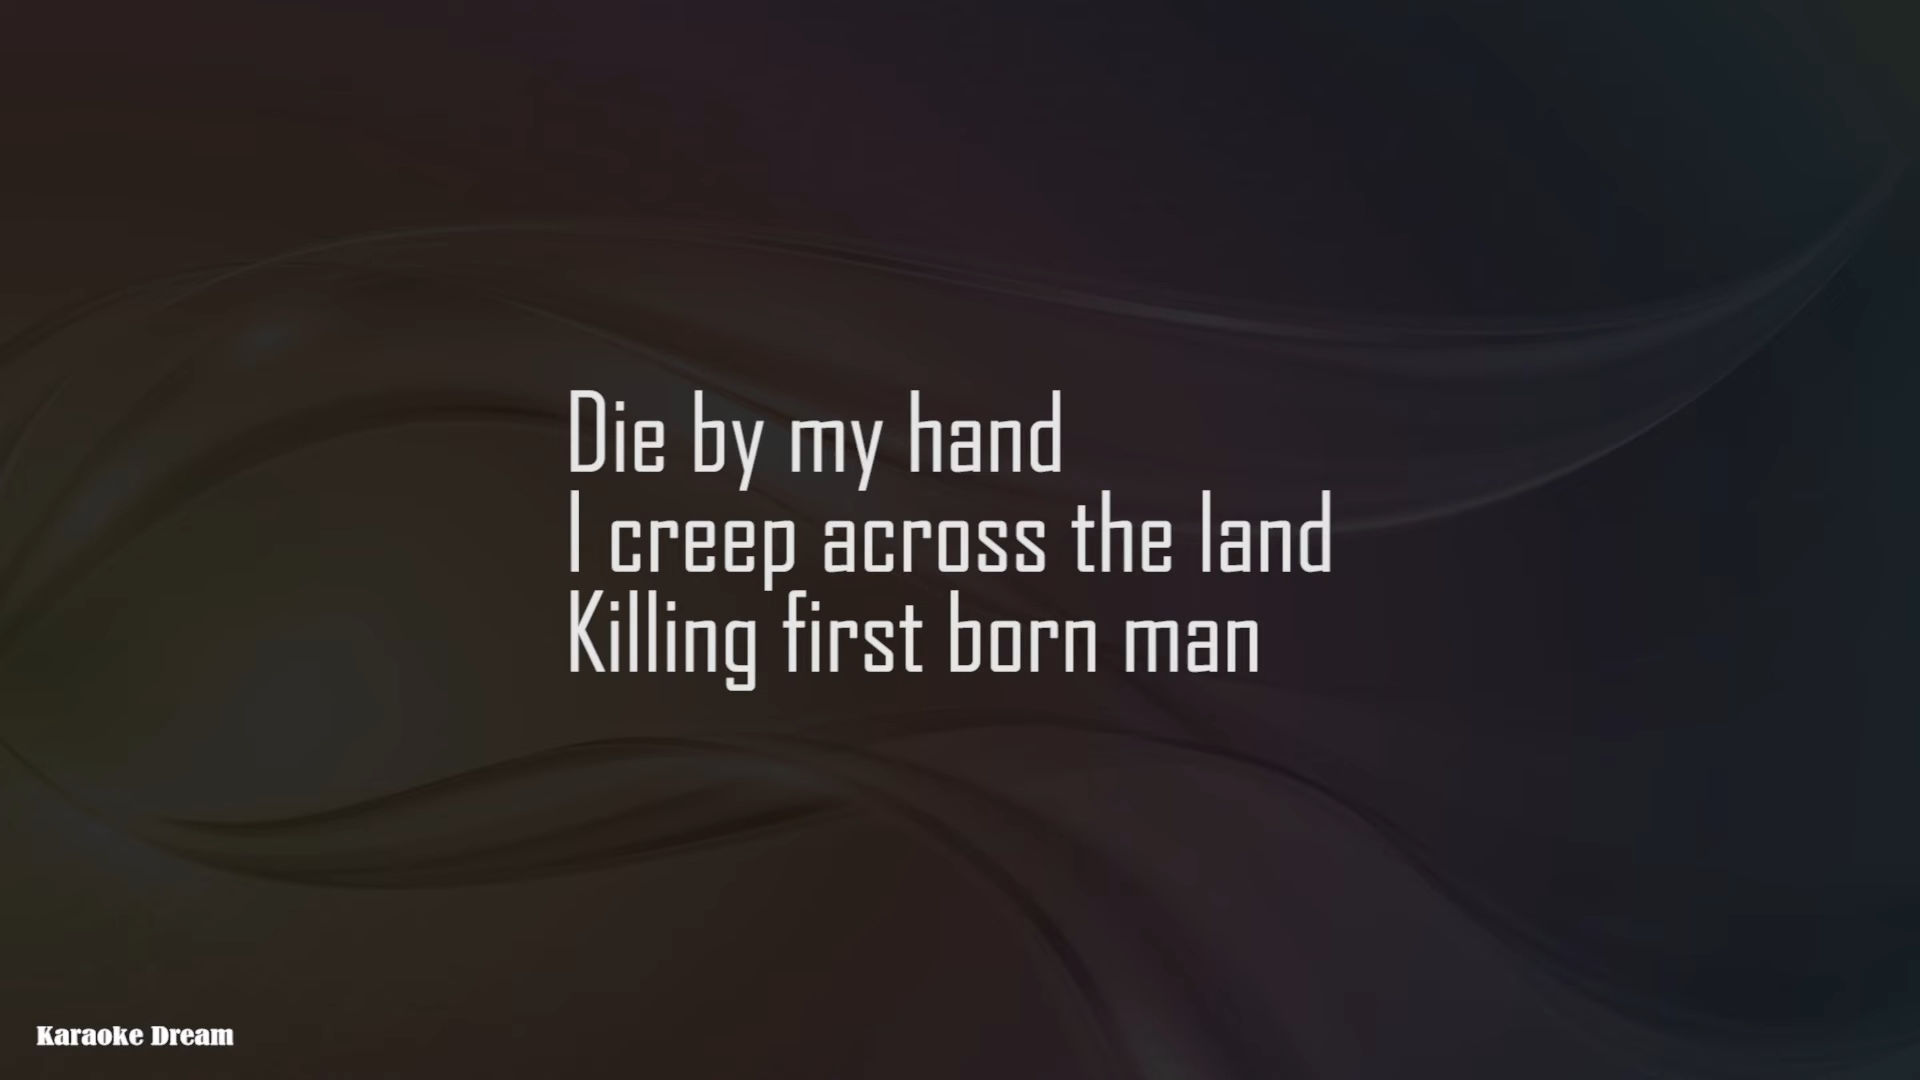 Die by my hand
I creep across the land
Killing first born man
Karaoke Dream